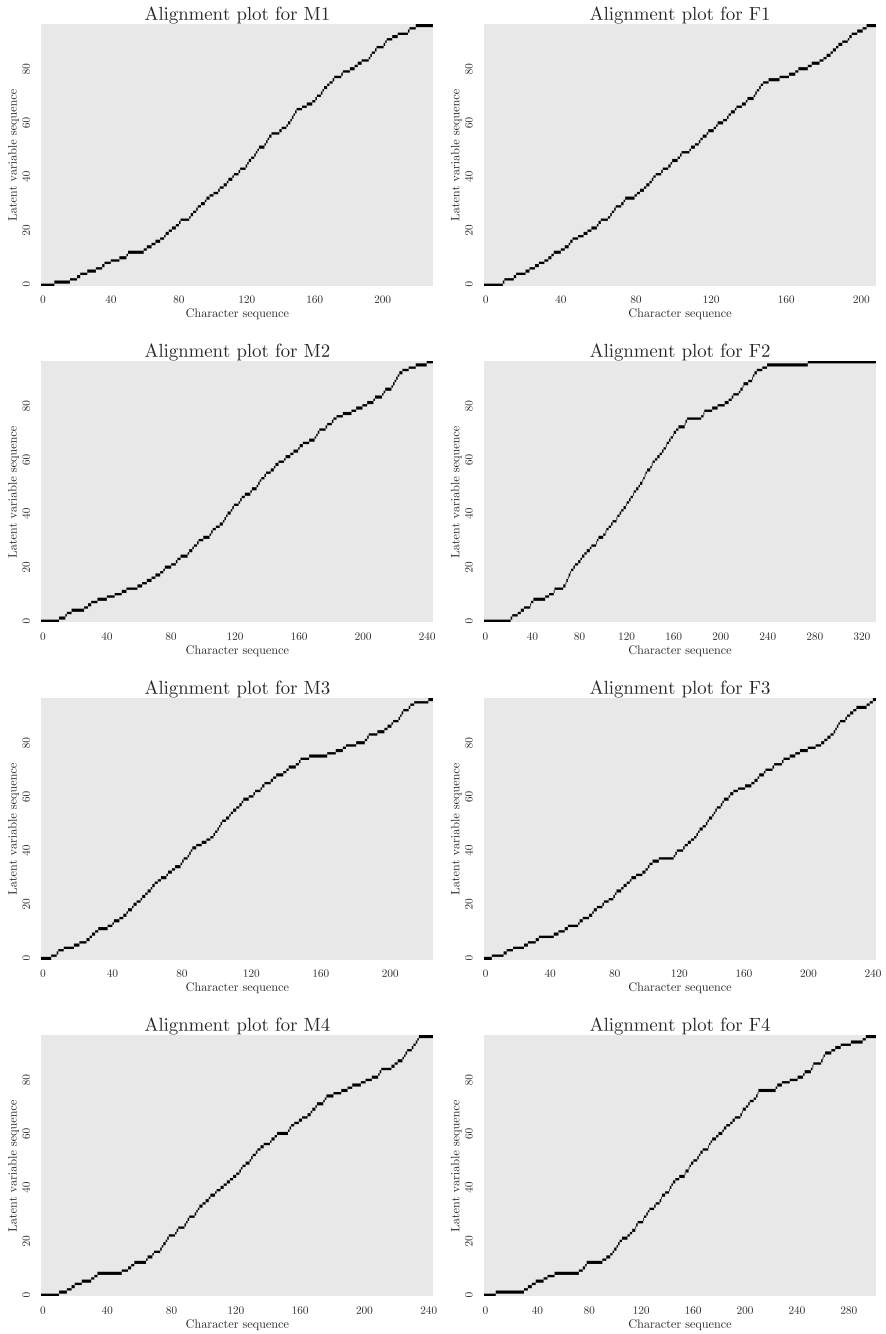 Alignment plot for M1
Latent variable sequence
80
60
40
20
0
0 40 80 120 160 200
Character sequence
Alignment plot for F1
Latent variable sequence
80
60
40
20
0
0 40 80 120 160 200
Character sequence
Alignment plot for M2
Latent variable sequence
80
60
40
20
0
0 40 80 120 160 200 240
Character sequence
Alignment plot for F2
Latent variable sequence
80
60
40
20
0
0 40 80 120 160 200 240 280 320
Character sequence
Alignment plot for M3
Latent variable sequence
80
60
40
20
0
0 40 80 120 160 200
Character sequence
Alignment plot for F3
Latent variable sequence
80
60
40
20
0
0 40 80 120 160 200 240
Character sequence
Alignment plot for M4
Latent variable sequence
80
60
40
20
0
0 40 80 120 160 200 240
Character sequence
Alignment plot for F4
Latent variable sequence
80
60
40
20
0
0 40 80 120 160 200 240 280
Character sequence